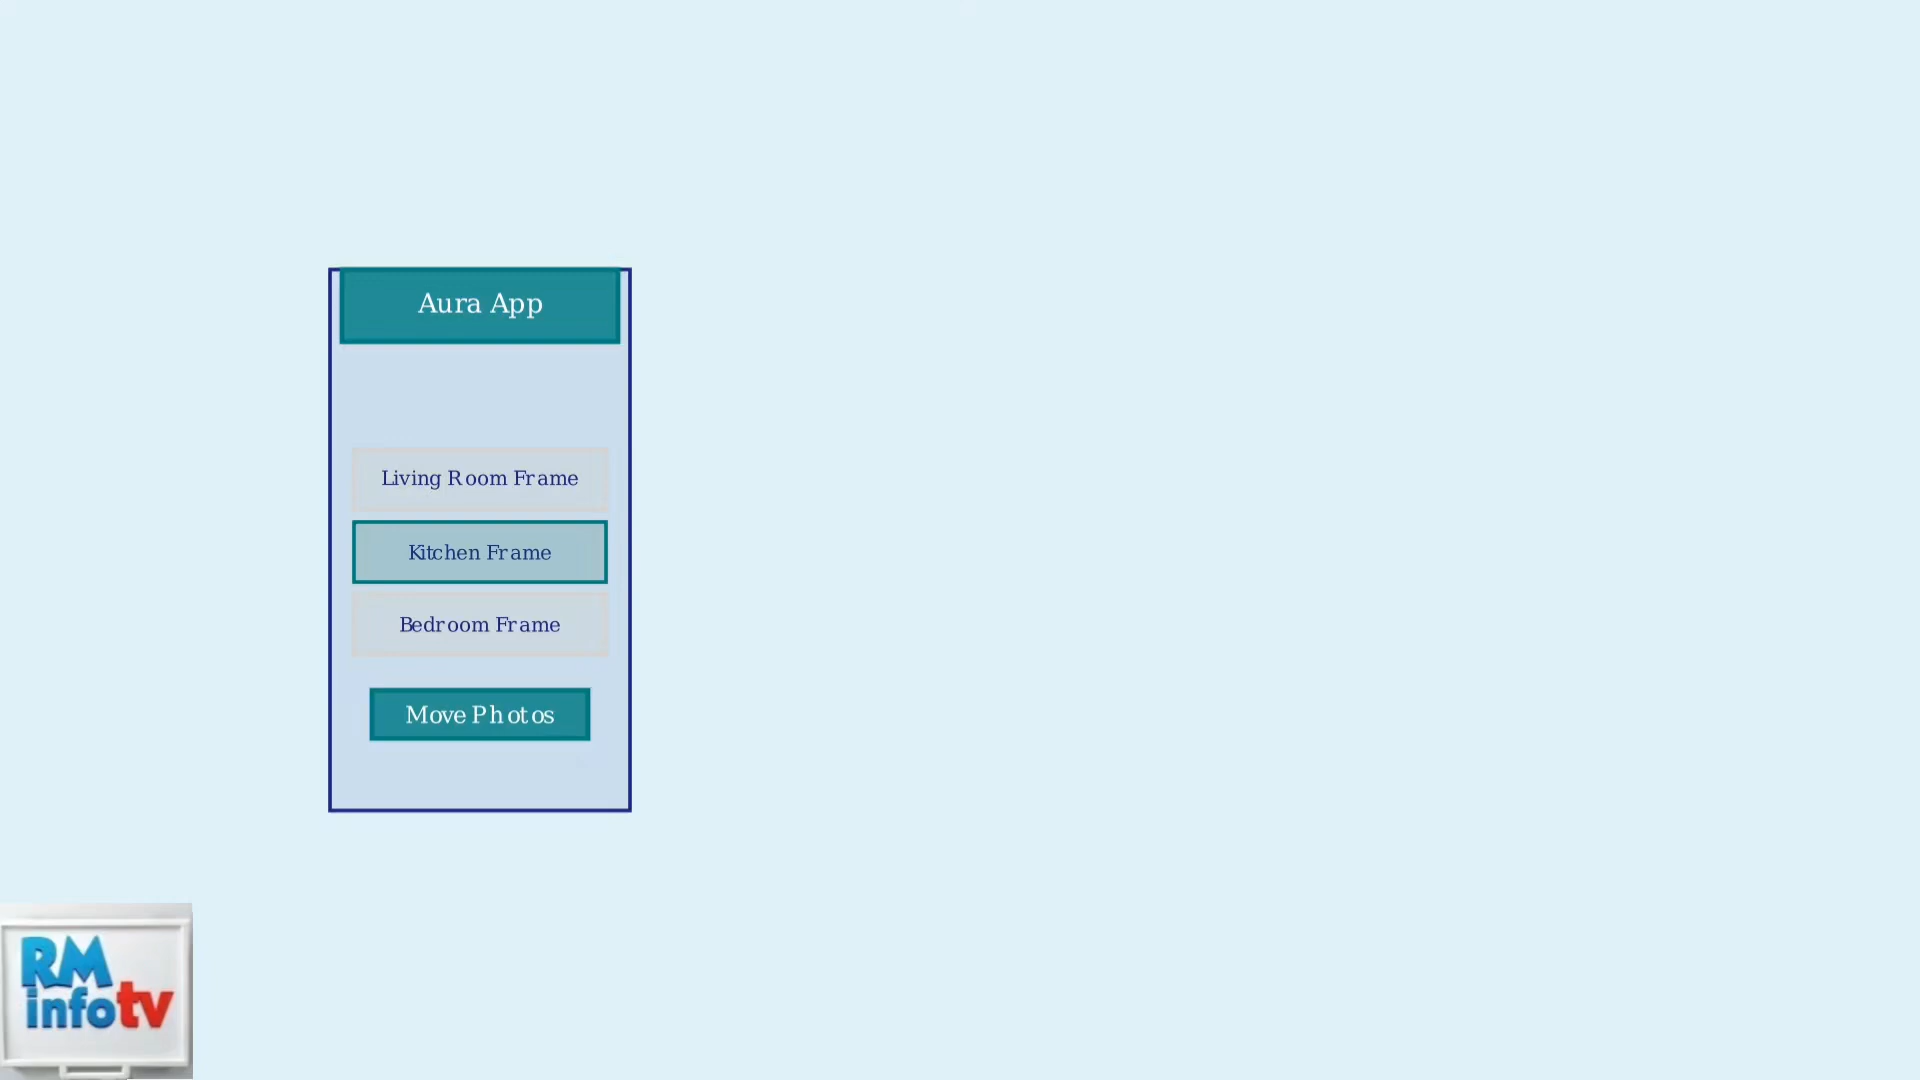 Aura App
Living Room Frame
Kitchen Frame
Bedroom Frame
Move Photos
RM
infotv